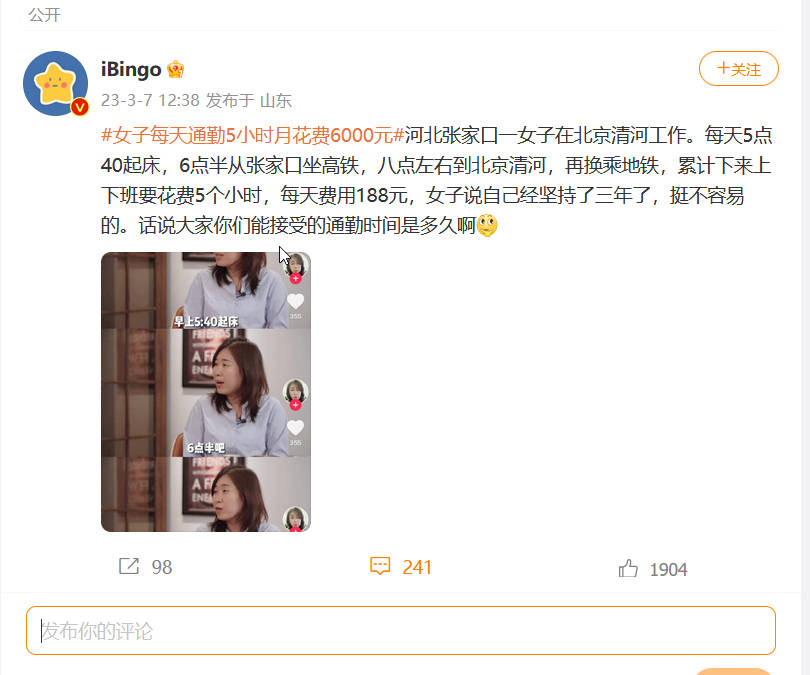 公开
iBingo
+关注
23-3-7 12:38 发布于 山东
#女子每天通勤5小时月花费6000元#河北张家口一女子在北京清河工作。每天5点
40起床，6点半从张家口坐高铁，八点左右到北京清河，再换乘地铁，累计下来上
下班要花费5个小时，每天费用188元，女子说自己经坚持了三年了，挺不容易
的。话说大家你们能接受的通勤时间是多久啊
355
早上5:40起床
FRIENDS
A F
ENE
355
6点半吧
FRIENDS
A F
ENE
98
241
1904
发布你的评论